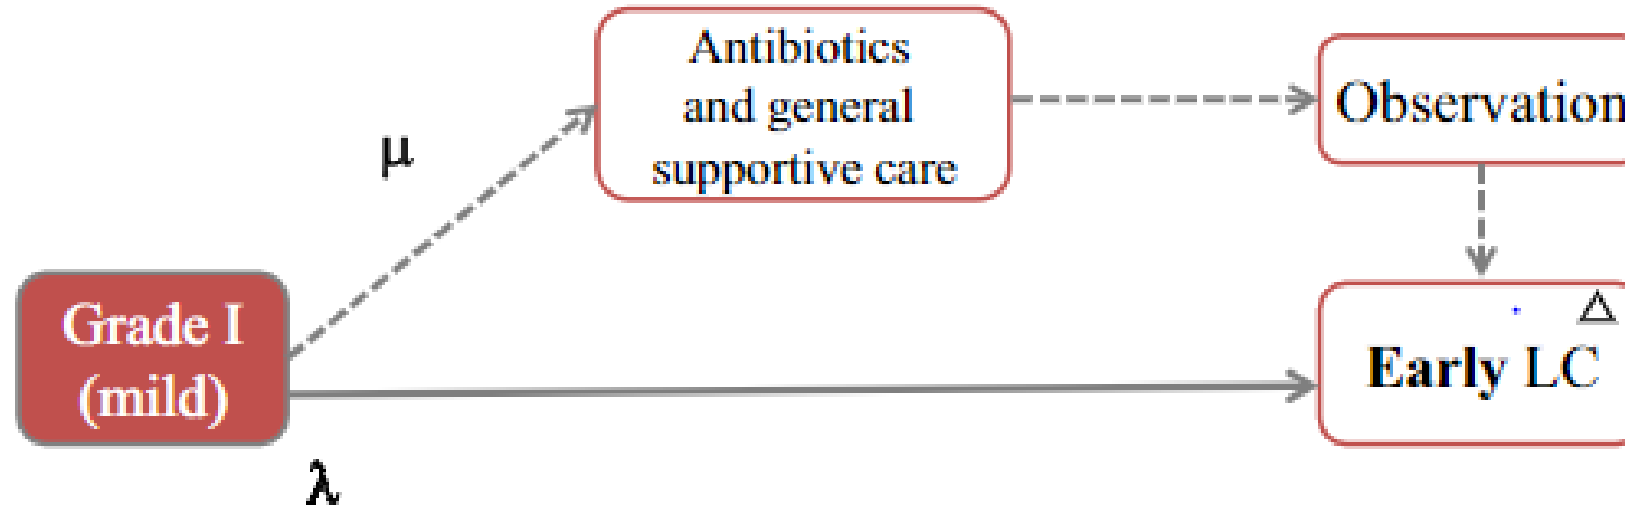 Antibiotics
and general
supportive care
Observation
μ
Grade I
(mild)
△
Early LC
λ